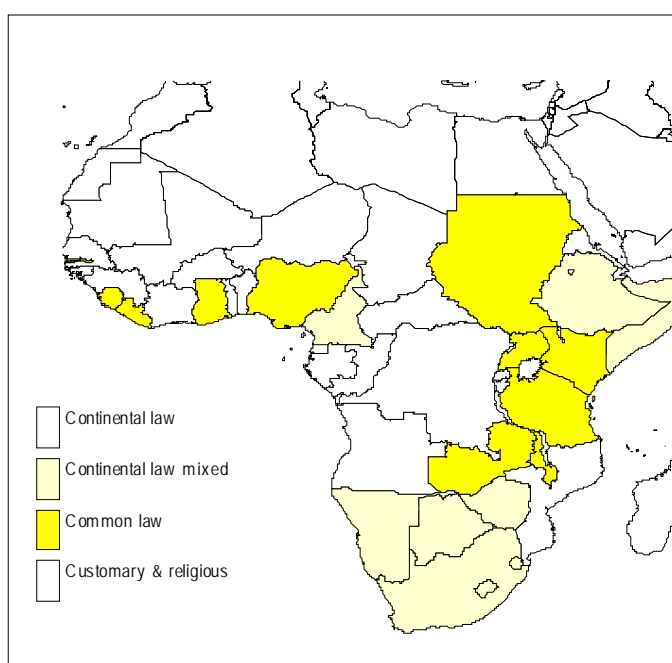 Continental law
Continental law mixed
Common law
Customary & religious